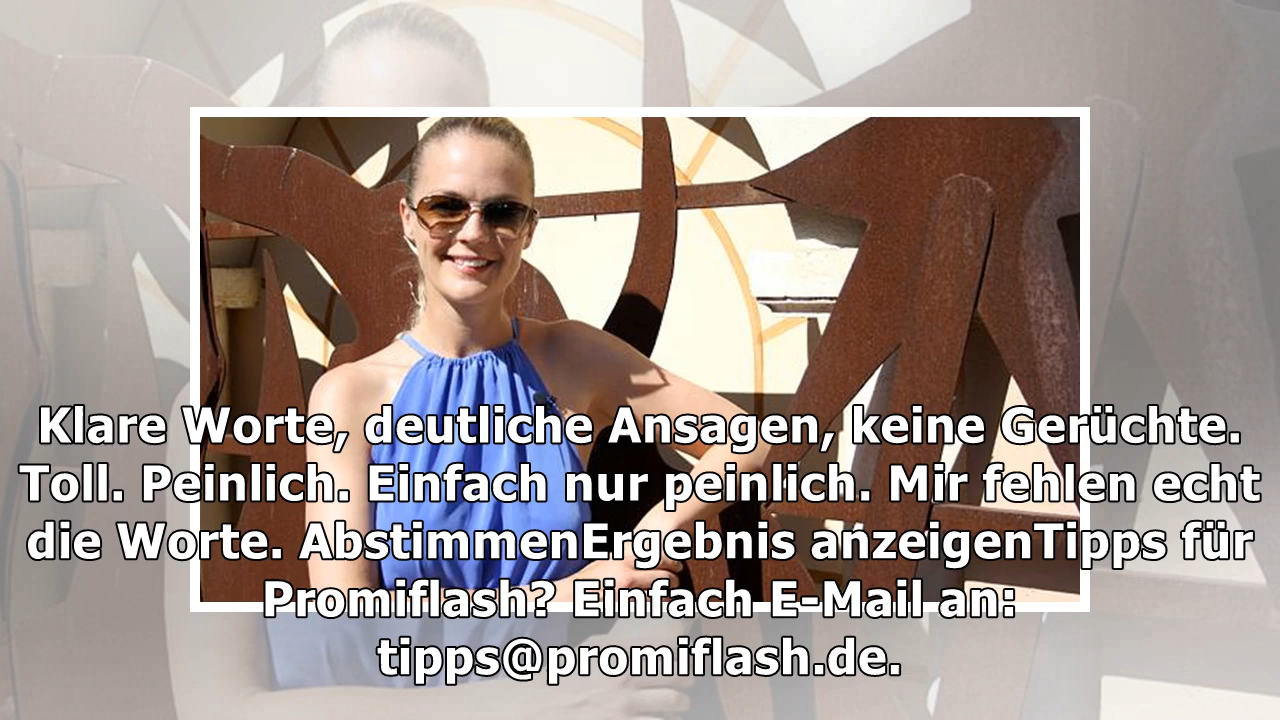 Klare Worte, deutliche Ansagen, keine Gerüchte.
Toll. Peinlich. Einfach nur peinlich. Mir fehlen echt
die Worte. AbstimmenErgebnis anzeigenTipps für
Promiflash? Einfach E-Mail an:
tipps@promiflash.de.